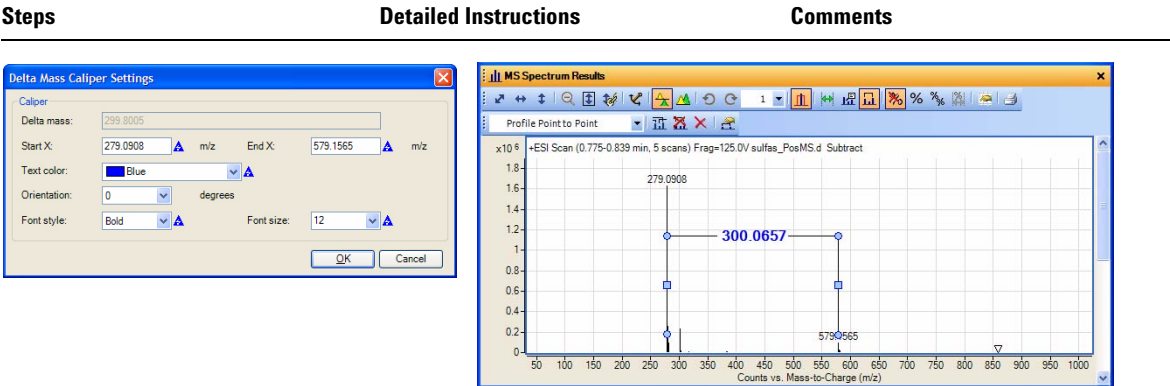 Steps Detailed Instructions Comments
Delta Mass Caliper Settings
Caliper
Delta mass: 299.8005
Start X: 279.0908 m/z End X: 579.1565 m/z
Text color: Blue
Orientation: 0 degrees
Font style: Bold Font size: 12
OK Cancel
MS Spectrum Results
1 % %
Profile Point to Point
x10 6 +ESI Scan (0.775-0.839 min, 5 scans) Frag=125.0V sulfas_PosMS.d Subtract
1.8
279.0908
1.6
1.4
1.2
300.0657
1
0.8
0.6
0.4
0.2
579.1565
0
50 100 150 200 250 300 350 400 450 500 550 600 650 700 750 800 850 900 950 1000
Counts vs. Mass-to-Charge (m/z)